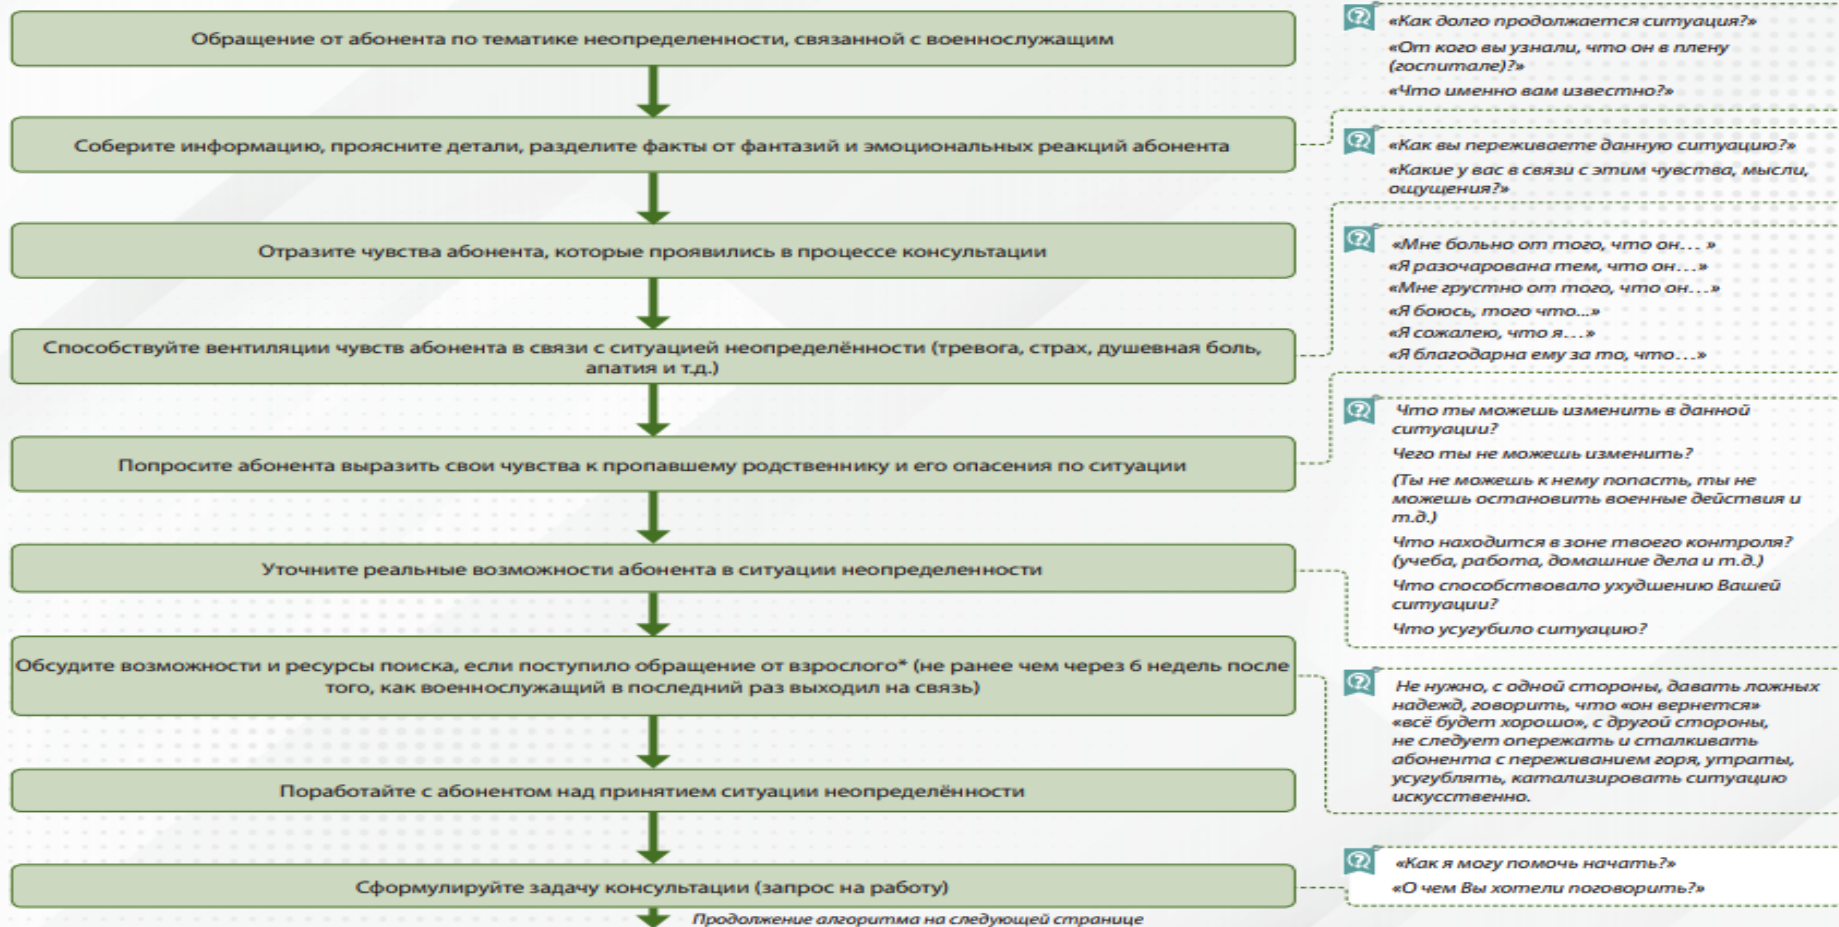 Обращение от абонента по тематике неопределенности, связанной с военнослужащим
Соберите информацию, проясните детали, разделите факты от фантазий и эмоциональных реакций абонента
Отразите чувства абонента, которые проявились в процессе консультации
Способствуйте вентиляции чувств абонента в связи с ситуацией неопределённости (тревога, страх, душевная боль,
апатия и т.д.)
Попросите абонента выразить свои чувства к пропавшему родственнику и его опасения по ситуации
Уточните реальные возможности абонента в ситуации неопределенности
Обсудите возможности и ресурсы поиска, если поступило обращение от взрослого* (не ранее чем через 6 недель после
того, как военнослужащий в последний раз выходил на связь)
Поработайте с абонентом над принятием ситуации неопределённости
Сформулируйте задачу консультации (запрос на работу)
Продолжение алгоритма на следующей странице
«Как долго продолжается ситуация?»
«От кого вы узнали, что он в плену
(госпитале)?»
«Что именно вам известно?»
«Как вы переживаете данную ситуацию?»
«Какие у вас в связи с этим чувства, мысли,
ощущения?»
«Мне больно от того, что он... »
«Я разочарована тем, что он...»
«Мне грустно от того, что он...»
«Я боюсь, того что...»
«Я сожалею, что я...»
«Я благодарна ему за то, что...»
Что ты можешь изменить в данной
ситуации?
Чего ты не можешь изменить?
(Ты не можешь к нему попасть, ты не
можешь остановить военные действия и
т.д.)
Что находится в зоне твоего контроля?
(учеба, работа, домашние дела и т.д.)
Что способствовало ухудшению Вашей
ситуации?
Что усугубило ситуацию?
Не нужно, с одной стороны, давать ложных
надежд, говорить, что «он вернется»
«всё будет хорошо», с другой стороны,
не следует опережать и сталкивать
абонента с переживанием горя, утраты,
усугублять, катализировать ситуацию
искусственно.
«Как я могу помочь начать?»
«О чем Вы хотели поговорить?»